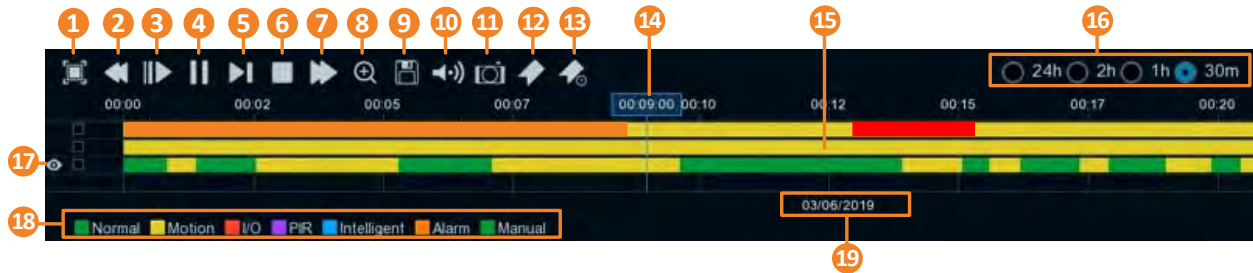 1 2 3 4 5 6 7 8 9 10 11 12 13 14 15 16
24h 2h 1h 30m
00:00 00:02 00:05 00:07 00:09:00 00:10 00:12 00:15 00:17 00:20
17
03/06/2019
18 Normal Motion I/O PIR Intelligent Alarm Manual
19